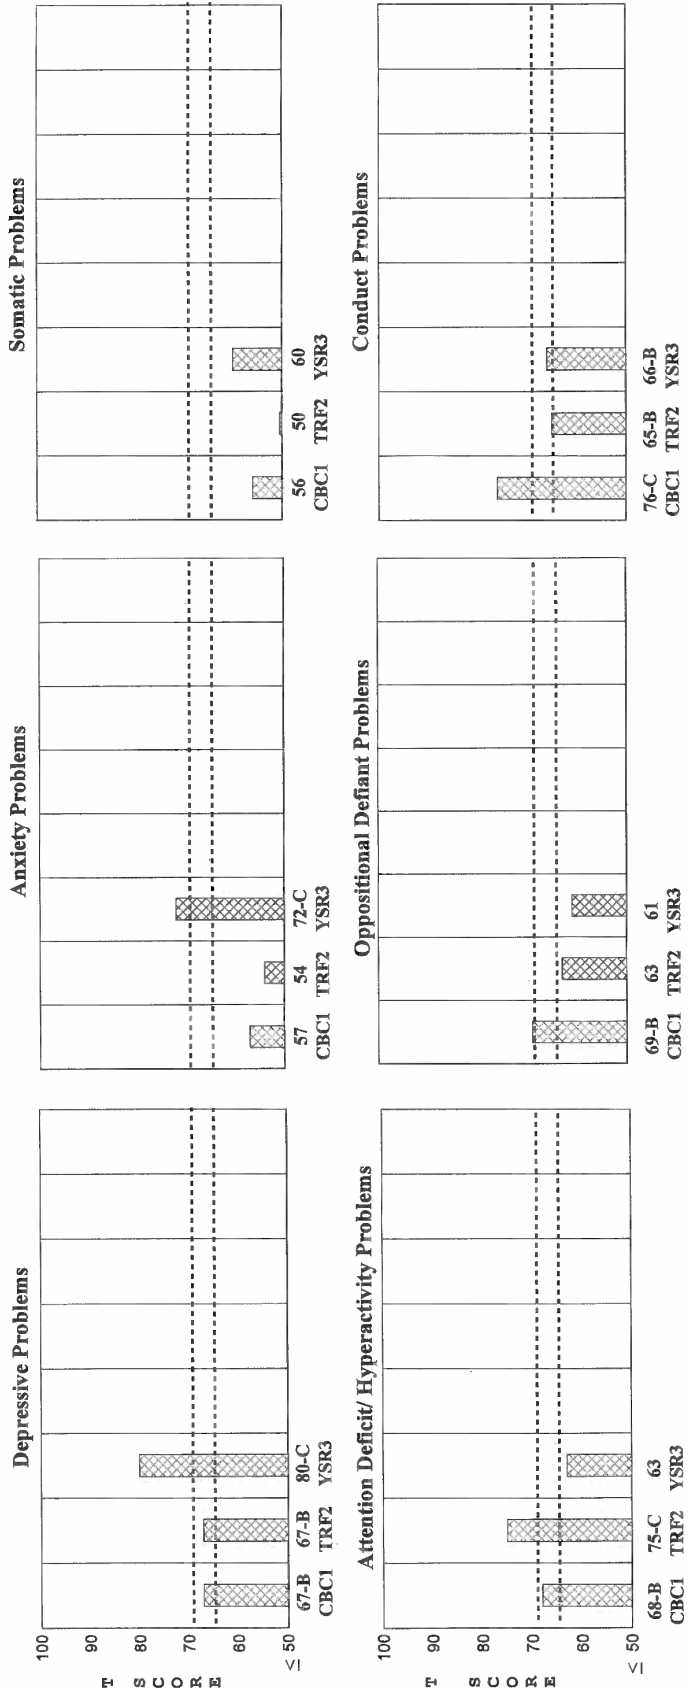 Depressive Problems
100
90
80
70
60
≤ 50
T SCORE
67-B 67-B 80-C
CBC1 TRF2 YSR3
Anxiety Problems
57 54 72-C
CBC1 TRF2 YSR3
Somatic Problems
56 50 60
CBC1 TRF2 YSR3
Attention Deficit/ Hyperactivity Problems
100
90
80
70
60
≤ 50
T SCORE
68-B 75-C 63
CBC1 TRF2 YSR3
Oppositional Defiant Problems
69-B 63 61
CBC1 TRF2 YSR3
Conduct Problems
76-C 65-B 66-B
CBC1 TRF2 YSR3